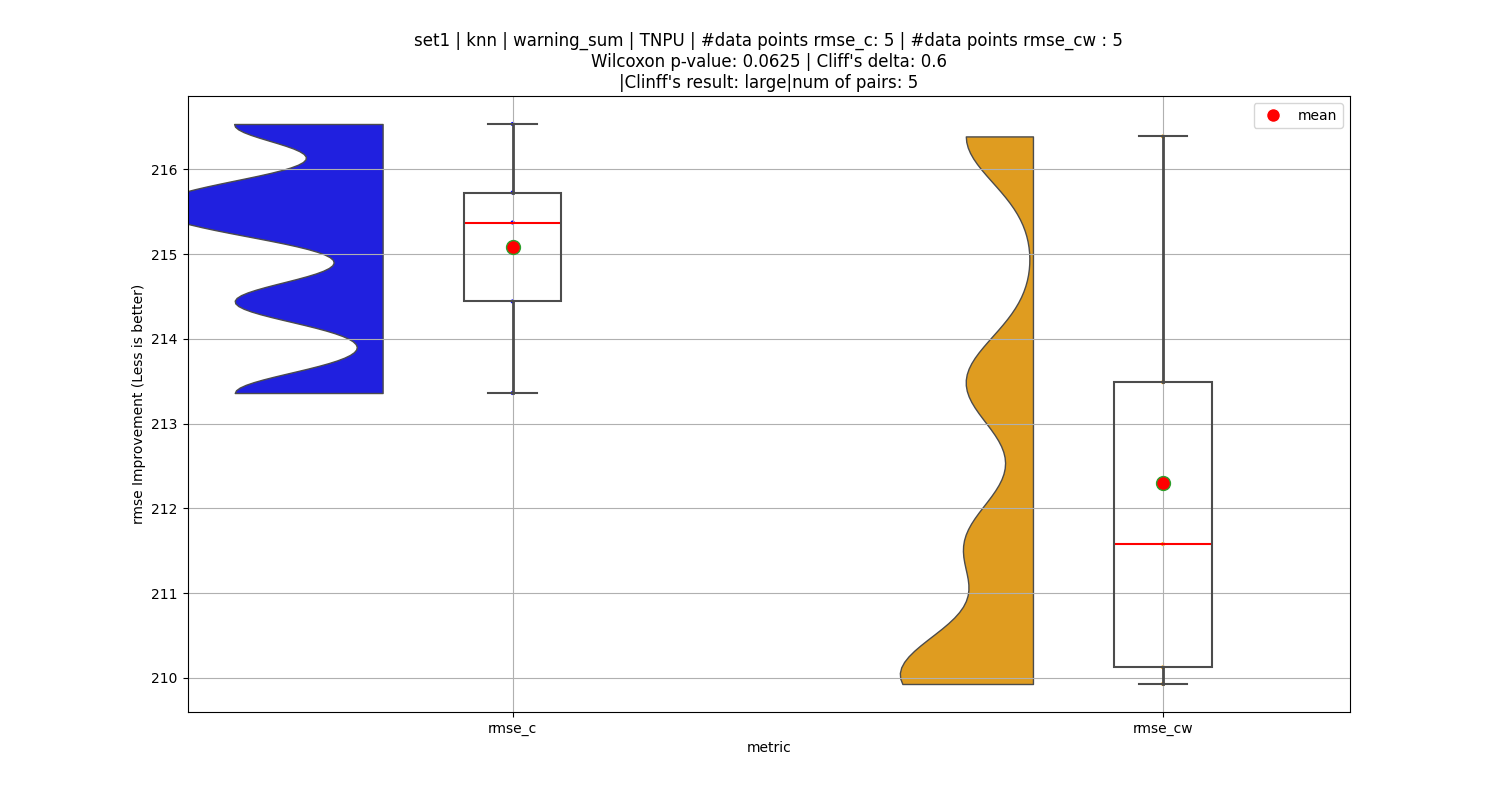 set1 | knn | warning_sum | TNPU | #data points rmse_c: 5 | #data points rmse_cw : 5
Wilcoxon p-value: 0.0625 | Cliff's delta: 0.6
|Clinff's result: large|num of pairs: 5
mean
216
215
214
213
212
211
210
rmse Improvement (Less is better)
rmse_c
rmse_cw
metric